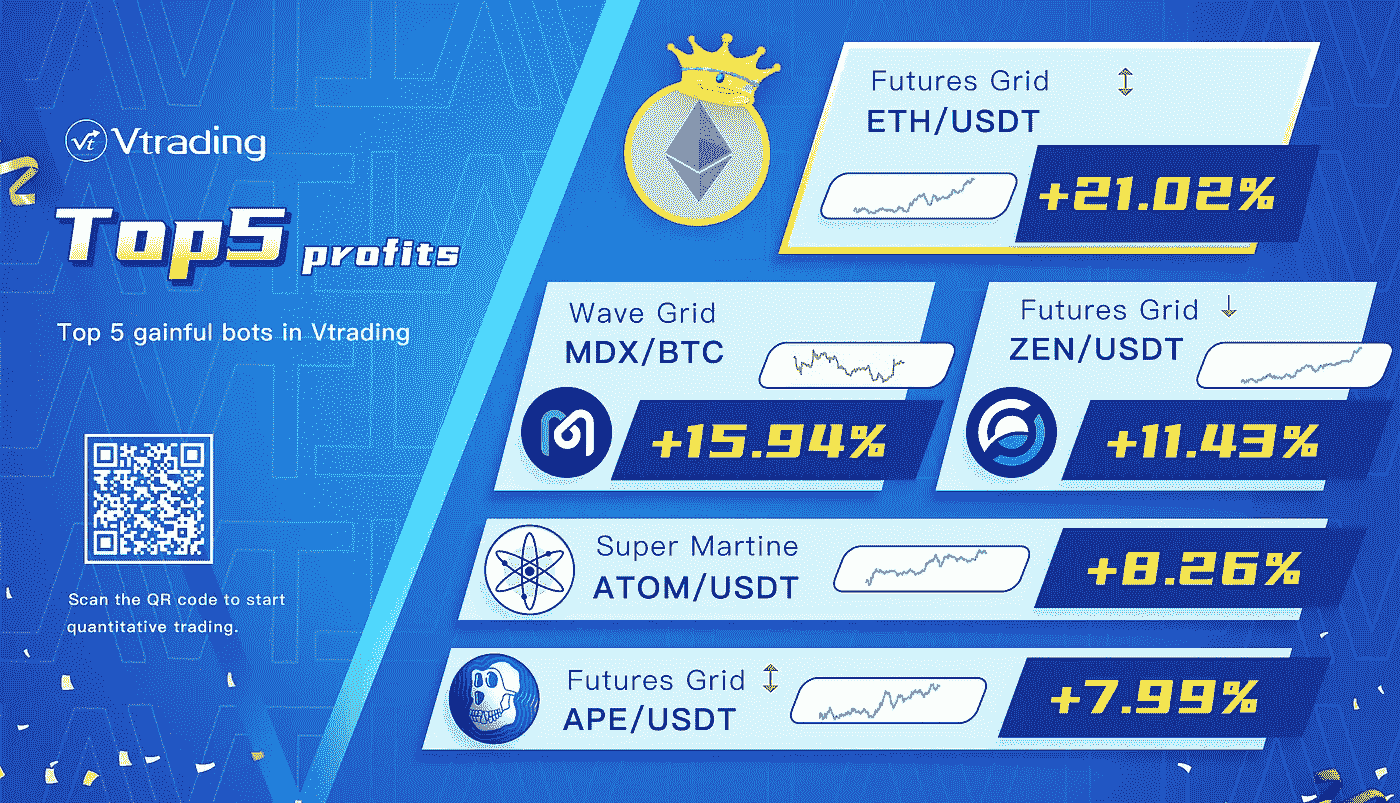 Vt Vtrading
Top5 profits
Top 5 gainful bots in Vtrading
Scan the QR code to start
quantitative trading.
Futures Grid
ETH/USDT
+21.02%
Wave Grid
MDX/BTC
+15.94%
Futures Grid
ZEN/USDT
+11.43%
Super Martine
ATOM/USDT
+8.26%
Futures Grid
APE/USDT
+7.99%